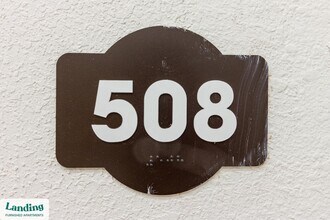 508
Landing
FURNISHED APARTMENTS